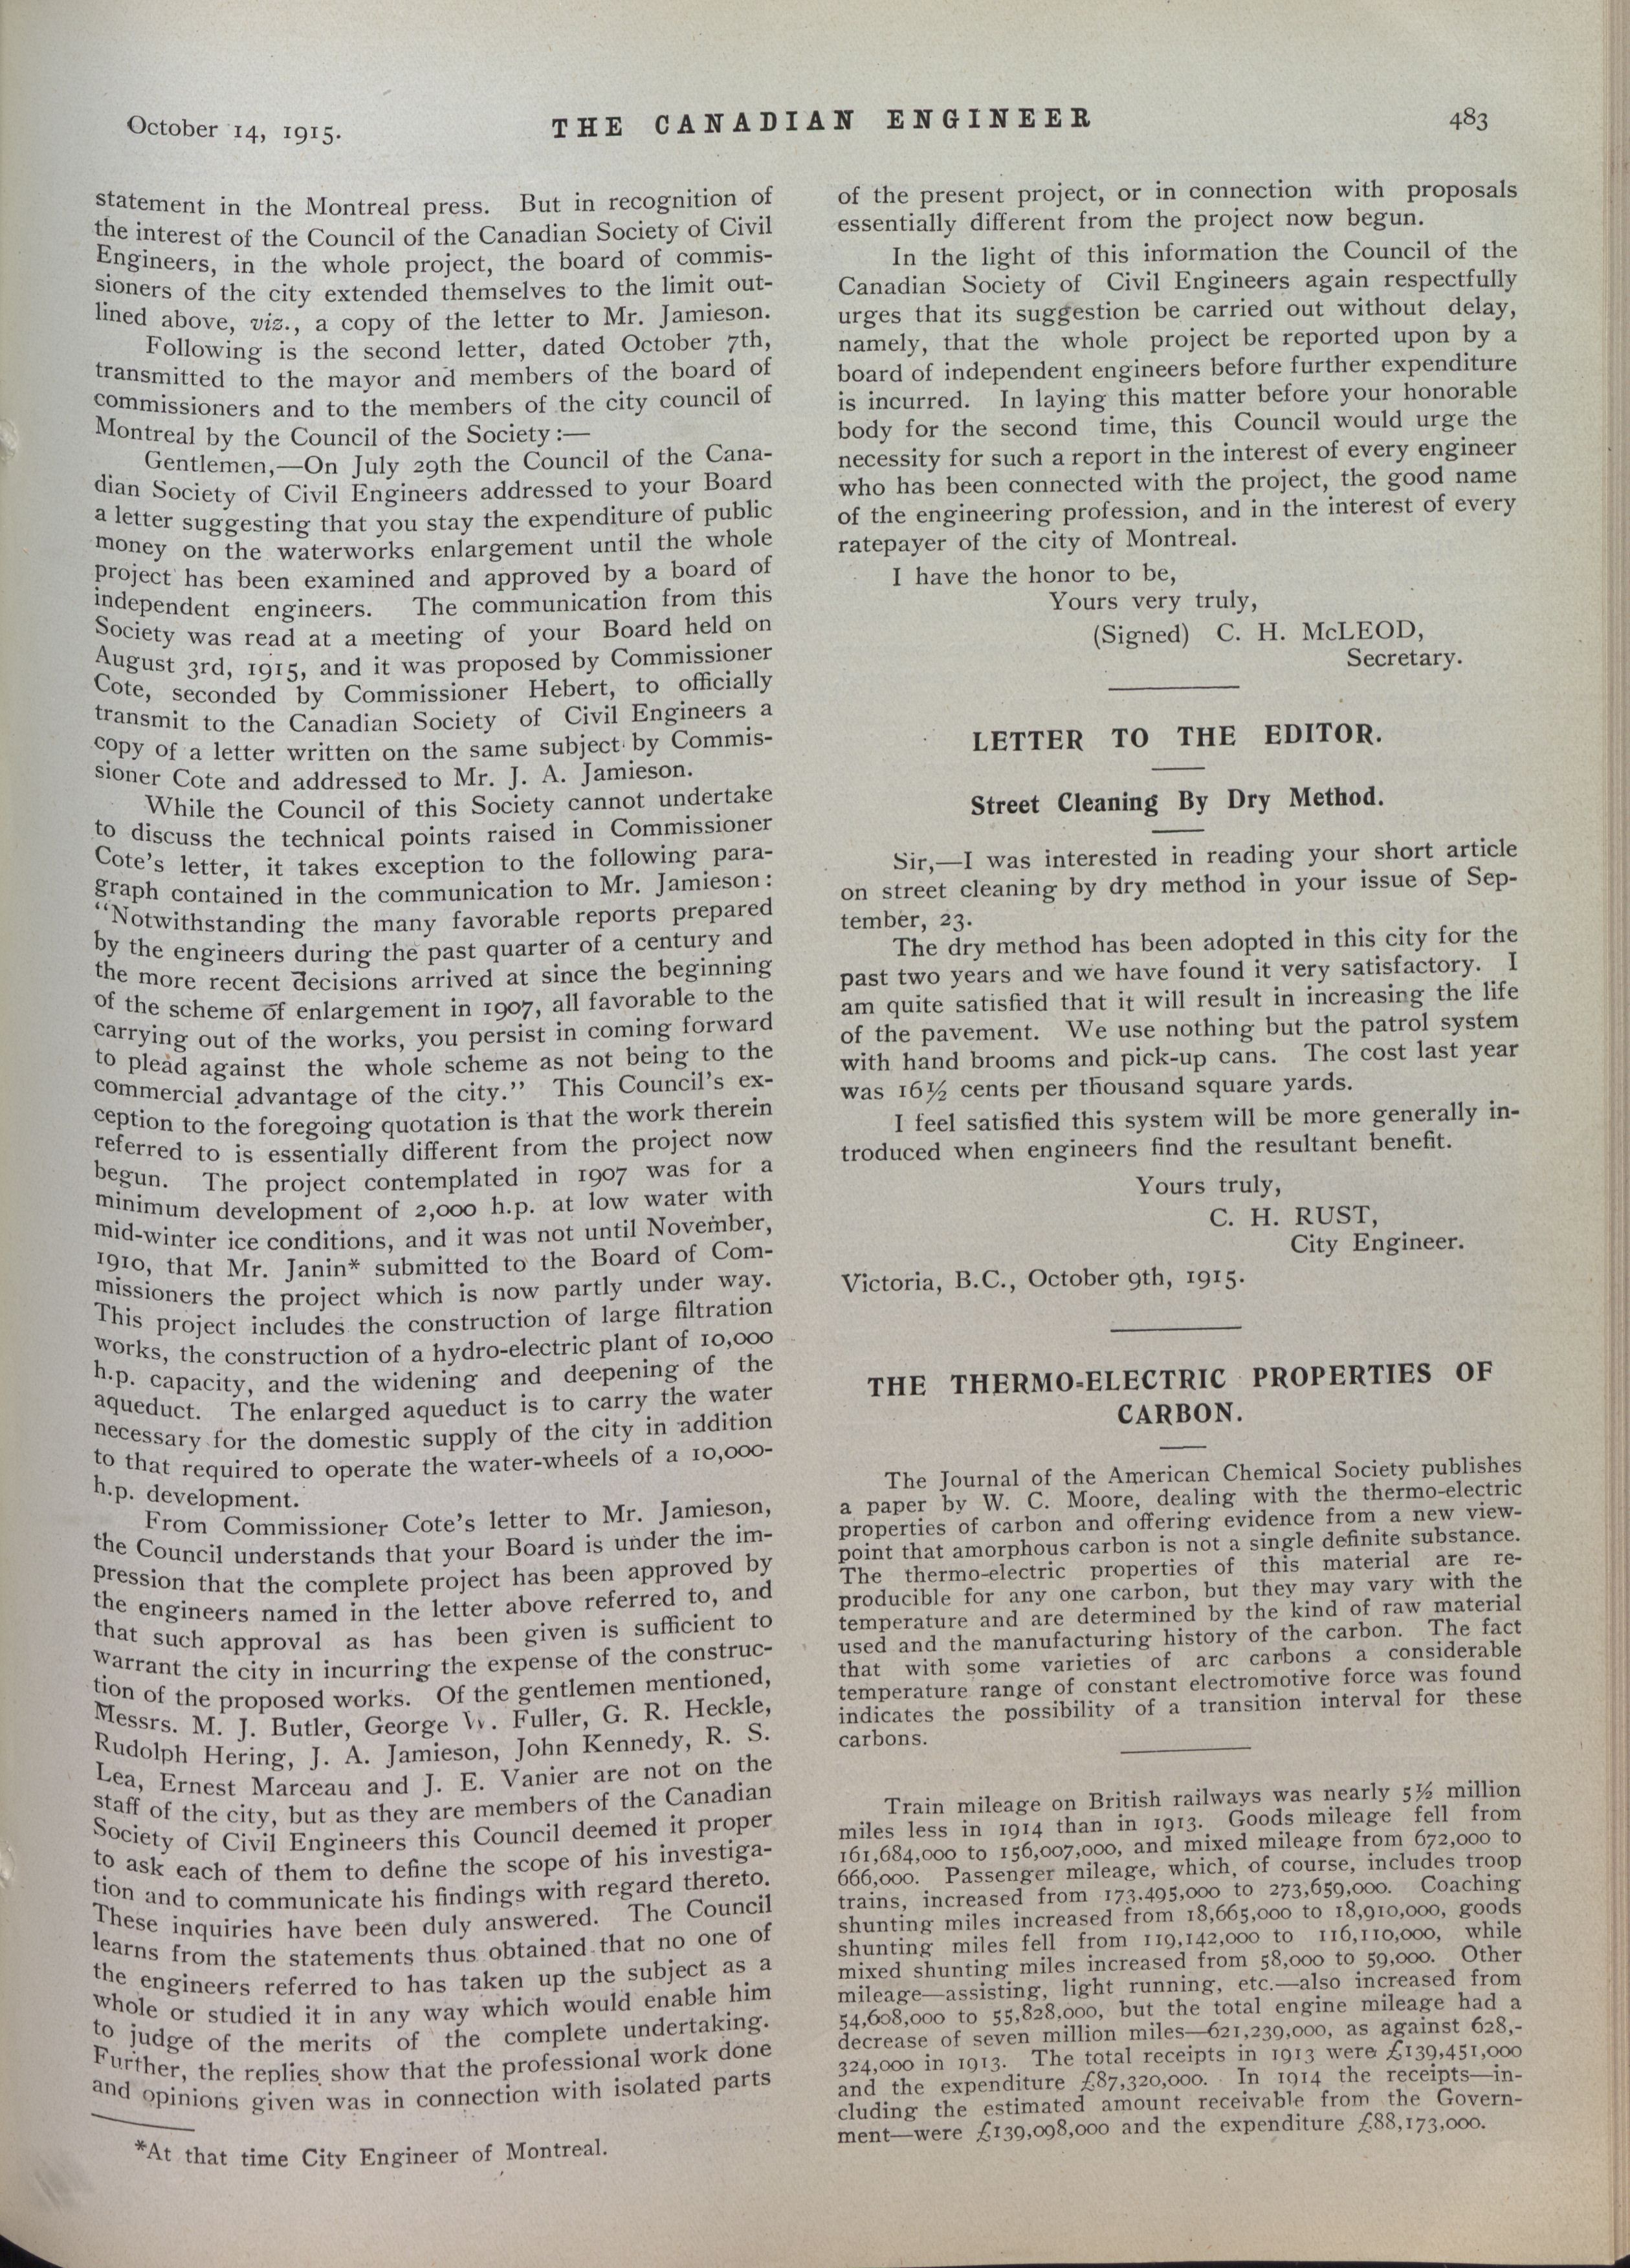 October 14, 1915.
THE CANADIAN ENGINEER
483
statement in the Montreal press. But in recognition of
the interest of the Council of the Canadian Society of Civil
Engineers, in the whole project, the board of commis-
sioners of the city extended themselves to the limit out-
lined above, viz., a copy of the letter to Mr. Jamieson.
Following is the second letter, dated October 7th,
transmitted to the mayor and members of the board of
commissioners and to the members of the city council of
Montreal by the Council of the Society:—
Gentlemen,—On July 29th the Council of the Cana-
dian Society of Civil Engineers addressed to your Board
a letter suggesting that you stay the expenditure of public
money on the waterworks enlargement until the whole
project has been examined and approved by a board of
independent engineers. The communication from this
Society was read at a meeting of your Board held on
August 3rd, 1915, and it was proposed by Commissioner
Cote, seconded by Commissioner Hebert, to officially
transmit to the Canadian Society of Civil Engineers a
copy of a letter written on the same subject by Commis-
sioner Cote and addressed to Mr. J. A. Jamieson.
While the Council of this Society cannot undertake
to discuss the technical points raised in Commissioner
Cote's letter, it takes exception to the following para-
graph contained in the communication to Mr. Jamieson:
"Notwithstanding the many favorable reports prepared
by the engineers during the past quarter of a century and
the more recent decisions arrived at since the beginning
of the scheme of enlargement in 1907, all favorable to the
carrying out of the works, you persist in coming forward
to plead against the whole scheme as not being to the
commercial advantage of the city." This Council's ex-
ception to the foregoing quotation is that the work therein
referred to is essentially different from the project now
begun. The project contemplated in 1907 was for a
minimum development of 2,000 h.p. at low water with
mid-winter ice conditions, and it was not until November,
1910, that Mr. Janin* submitted to the Board of Com-
missioners the project which is now partly under way.
This project includes the construction of large filtration
works, the construction of a hydro-electric plant of 10,000
h.p. capacity, and the widening and deepening of the
aqueduct. The enlarged aqueduct is to carry the water
necessary for the domestic supply of the city in addition
to that required to operate the water-wheels of a 10,000-
h.p. development.
From Commissioner Cote's letter to Mr. Jamieson,
the Council understands that your Board is under the im-
pression that the complete project has been approved by
the engineers named in the letter above referred to, and
that such approval as has been given is sufficient to
warrant the city in incurring the expense of the construc-
tion of the proposed works. Of the gentlemen mentioned,
Messrs. M. J. Butler, George W. Fuller, G. R. Heckle,
Rudolph Hering, J. A. Jamieson, John Kennedy, R. S.
Lea, Ernest Marceau and J. E. Vanier are not on the
staff of the city, but as they are members of the Canadian
Society of Civil Engineers this Council deemed it proper
to ask each of them to define the scope of his investiga-
tion and to communicate his findings with regard thereto.
These inquiries have been duly answered. The Council
learns from the statements thus obtained that no one of
the engineers referred to has taken up the subject as a
whole or studied it in any way which would enable him
to judge of the merits of the complete undertaking.
Further, the replies show that the professional work done
and opinions given was in connection with isolated parts
*At that time City Engineer of Montreal.
of the present project, or in connection with proposals
essentially different from the project now begun.
In the light of this information the Council of the
Canadian Society of Civil Engineers again respectfully
urges that its suggestion be carried out without delay,
namely, that the whole project be reported upon by a
board of independent engineers before further expenditure
is incurred. In laying this matter before your honorable
body for the second time, this Council would urge the
necessity for such a report in the interest of every engineer
who has been connected with the project, the good name
of the engineering profession, and in the interest of every
ratepayer of the city of Montreal.
I have the honor to be,
Yours very truly,
(Signed) C. H. McLEOD,
Secretary.
LETTER TO THE EDITOR.
Street Cleaning By Dry Method.
Sir,—I was interested in reading your short article
on street cleaning by dry method in your issue of Sep-
tember, 23.
The dry method has been adopted in this city for the
past two years and we have found it very satisfactory. I
am quite satisfied that it will result in increasing the life
of the pavement. We use nothing but the patrol system
with hand brooms and pick-up cans. The cost last year
was 16½ cents per thousand square yards.
I feel satisfied this system will be more generally in-
troduced when engineers find the resultant benefit.
Yours truly,
C. H. RUST,
City Engineer.
Victoria, B.C., October 9th, 1915.
THE THERMO-ELECTRIC PROPERTIES OF
CARBON.
The Journal of the American Chemical Society publishes
a paper by W. C. Moore, dealing with the thermo-electric
properties of carbon and offering evidence from a new view-
point that amorphous carbon is not a single definite substance.
The thermo-electric properties of this material are re-
producible for any one carbon, but they may vary with the
temperature and are determined by the kind of raw material
used and the manufacturing history of the carbon. The fact
that with some varieties of arc carbons a considerable
temperature range of constant electromotive force was found
indicates the possibility of a transition interval for these
carbons.
Train mileage on British railways was nearly 5½ million
miles less in 1914 than in 1913. Goods mileage fell from
161,684,000 to 156,007,000, and mixed mileage from 672,000 to
666,000. Passenger mileage, which, of course, includes troop
trains, increased from 173.495,000 to 273,659,000. Coaching
shunting miles increased from 18,665,000 to 18,910,000, goods
shunting miles fell from 119,142,000 to 116,110,000, while
mixed shunting miles increased from 58,000 to 59,000. Other
mileage—assisting, light running, etc.—also increased from
54,608,000 to 55,828,000, but the total engine mileage had a
decrease of seven million miles—621,239,000, as against 628,-
324,000 in 1913. The total receipts in 1913 were £139,451,000
and the expenditure £87,320,000. In 1914 the receipts—in-
cluding the estimated amount receivable from the Govern-
ment—were £139,098,000 and the expenditure £88,173,000.